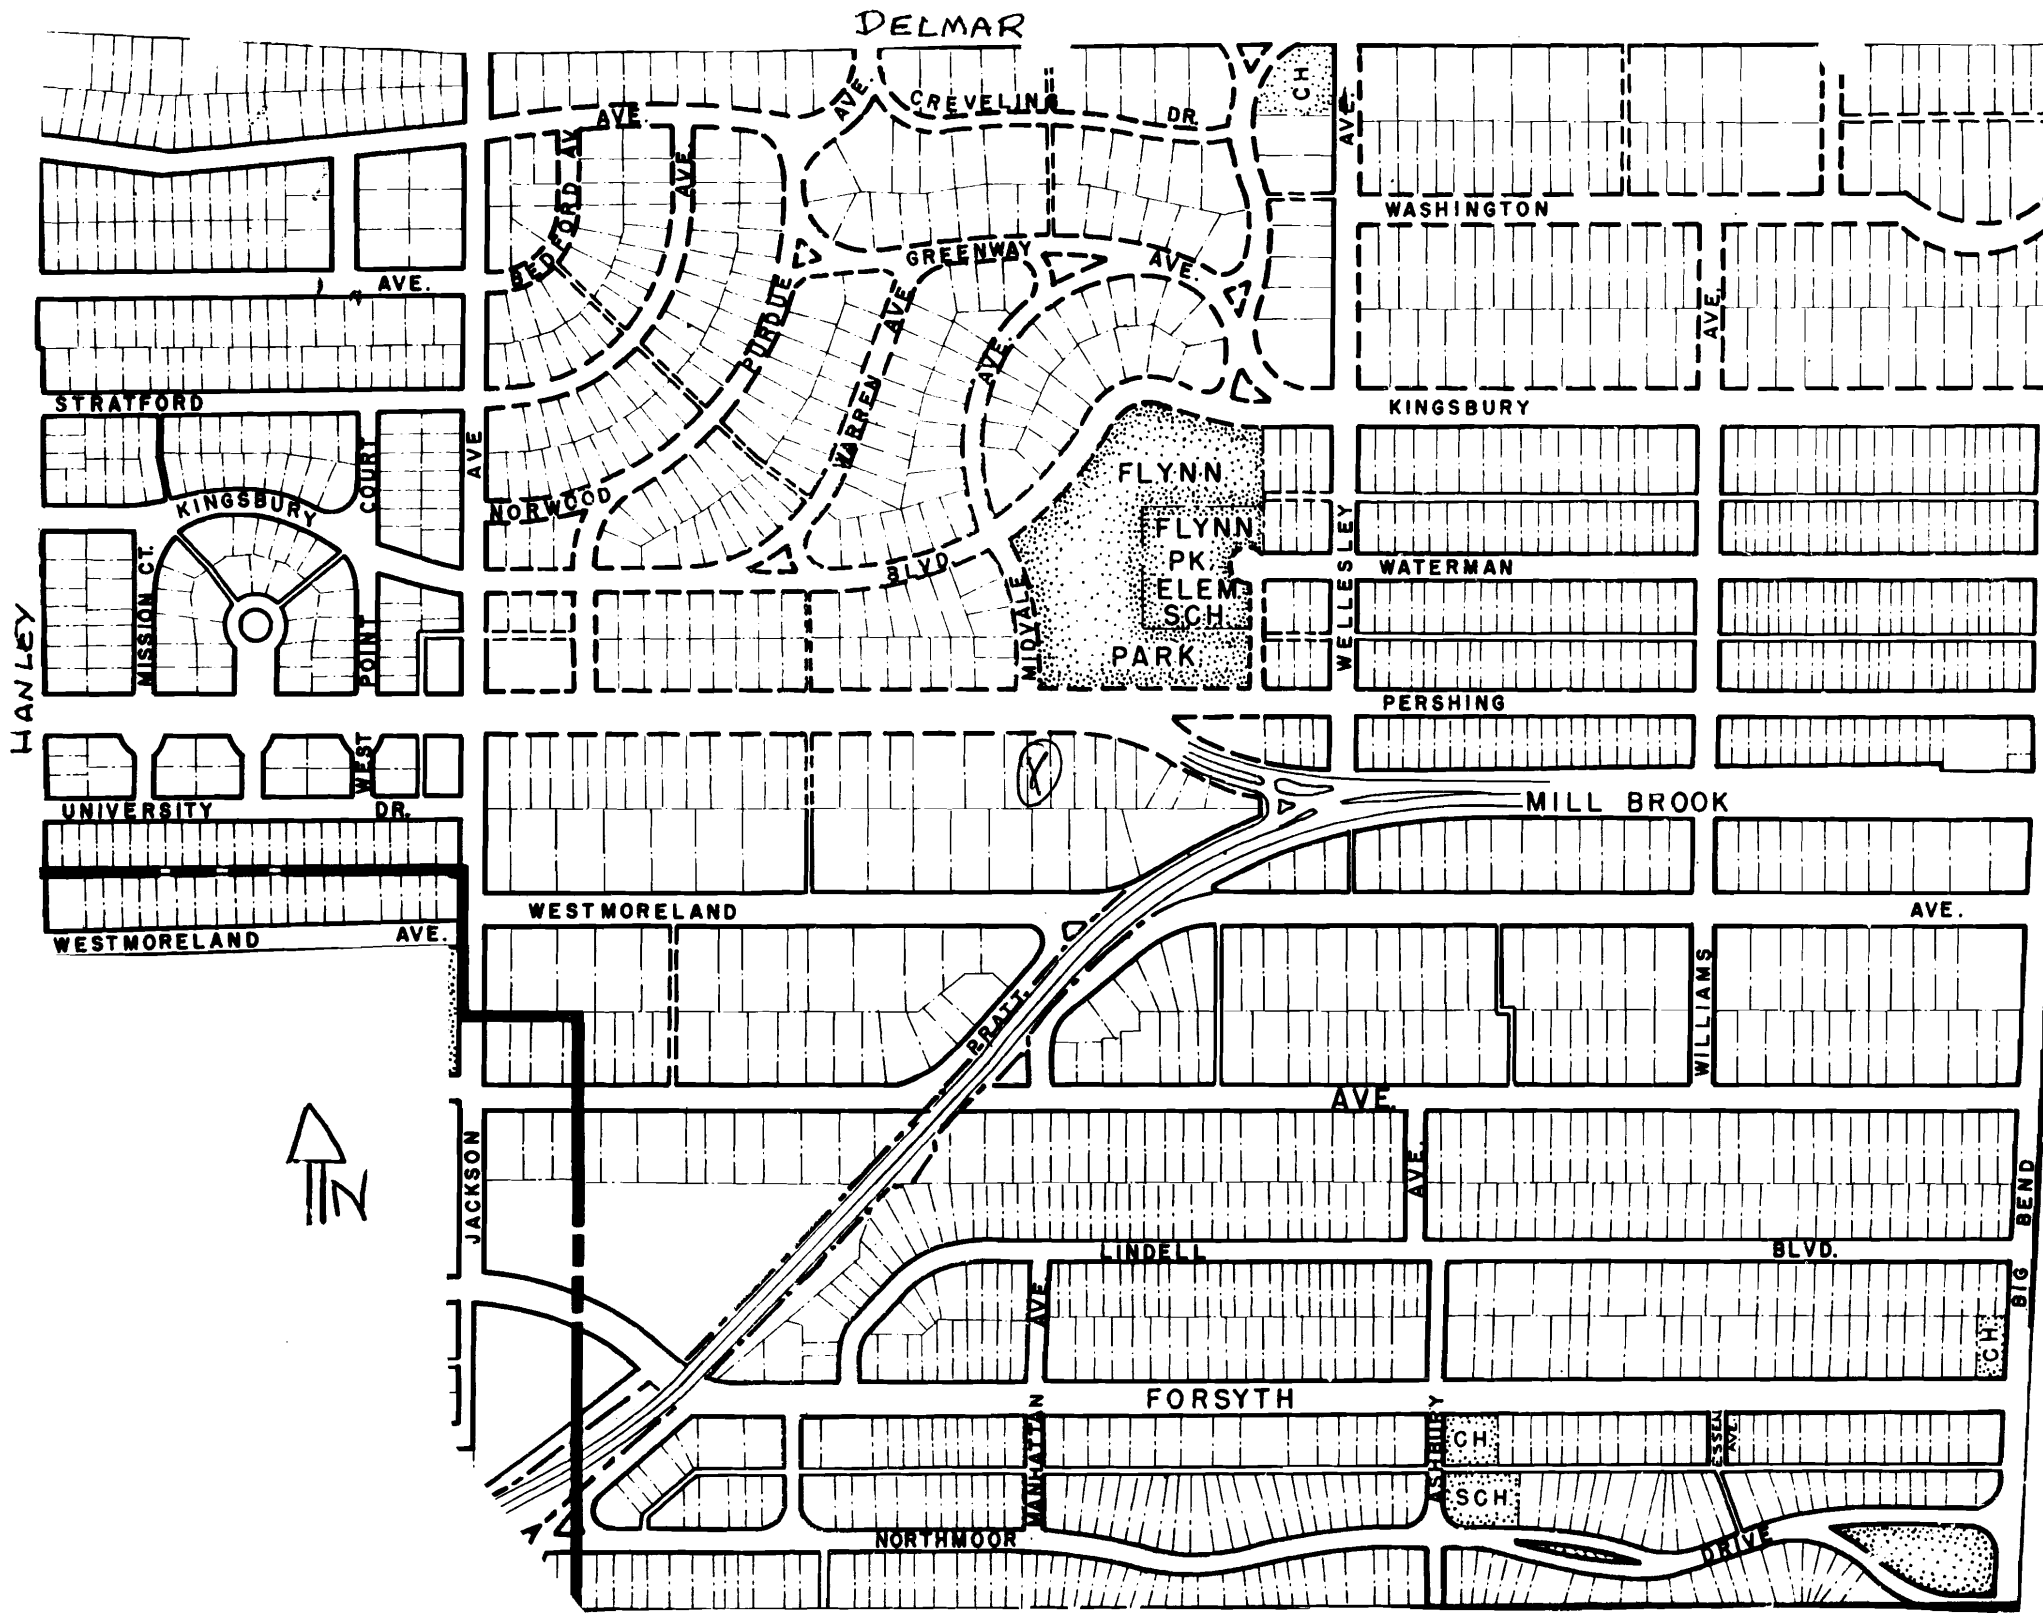 DELMAR
CH
AVE.
CREVELING
DR.
AVE.
AVE.
BEDFORD AV.
AVE.
WASHINGTON
GREENWAY
AVE.
AVE.
PURDUE
AVE.
AVE.
AVE.
STRATFORD
KINGSBURY
WARREN
COURT
AVE
FLYNN
KINGSBURY
NORWOOD
FLYNN
PK.
ELEM.
SCH.
WELLESLEY
WATERMAN
BLVD.
MISSION CT.
MIDVALE
HANLEY
POINT
PARK
PERSHING
WEST
UNIVERSITY
DR.
MILL BROOK
WESTMORELAND
AVE.
WESTMORELAND
AVE.
WILLIAMS
PRATT
AVE.
N
JACKSON
AVE.
BIG BEND
LINDELL
BLVD.
AVE.
CH
FORSYTH
MANHATTAN
ASHBURY
CH.
ESSEX AVE.
SCH.
NORTHMOOR
DRIVE